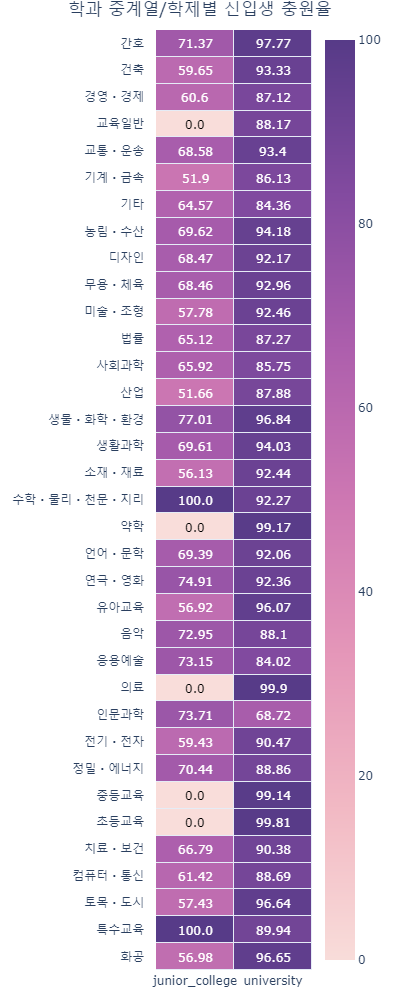 학과 중계열/학제별 신입생 충원율
간호 71.37 97.77 100
건축 59.65 93.33
경영·경제 60.6 87.12
교육일반 0.0 88.17
교통·운송 68.58 93.4
기계·금속 51.9 86.13
기타 64.57 84.36
80
농림·수산 69.62 94.18
디자인 68.47 92.17
무용·체육 68.46 92.96
미술·조형 57.78 92.46
법률 65.12 87.27
사회과학 65.92 85.75
산업 51.66 87.88
60
생물·화학·환경 77.01 96.84
생활과학 69.61 94.03
소재·재료 56.13 92.44
수학·물리·천문·지리 100.0 92.27
약학 0.0 99.17
언어·문학 69.39 92.06
연극·영화 74.91 92.36
40
유아교육 56.92 96.07
음악 72.95 88.1
응용예술 73.15 84.02
의료 0.0 99.9
인문과학 73.71 68.72
전기·전자 59.43 90.47
정밀·에너지 70.44 88.86
20
중등교육 0.0 99.14
초등교육 0.0 99.81
치료·보건 66.79 90.38
컴퓨터·통신 61.42 88.69
토목·도시 57.43 96.64
특수교육 100.0 89.94
화공 56.98 96.65
0
junior_college university